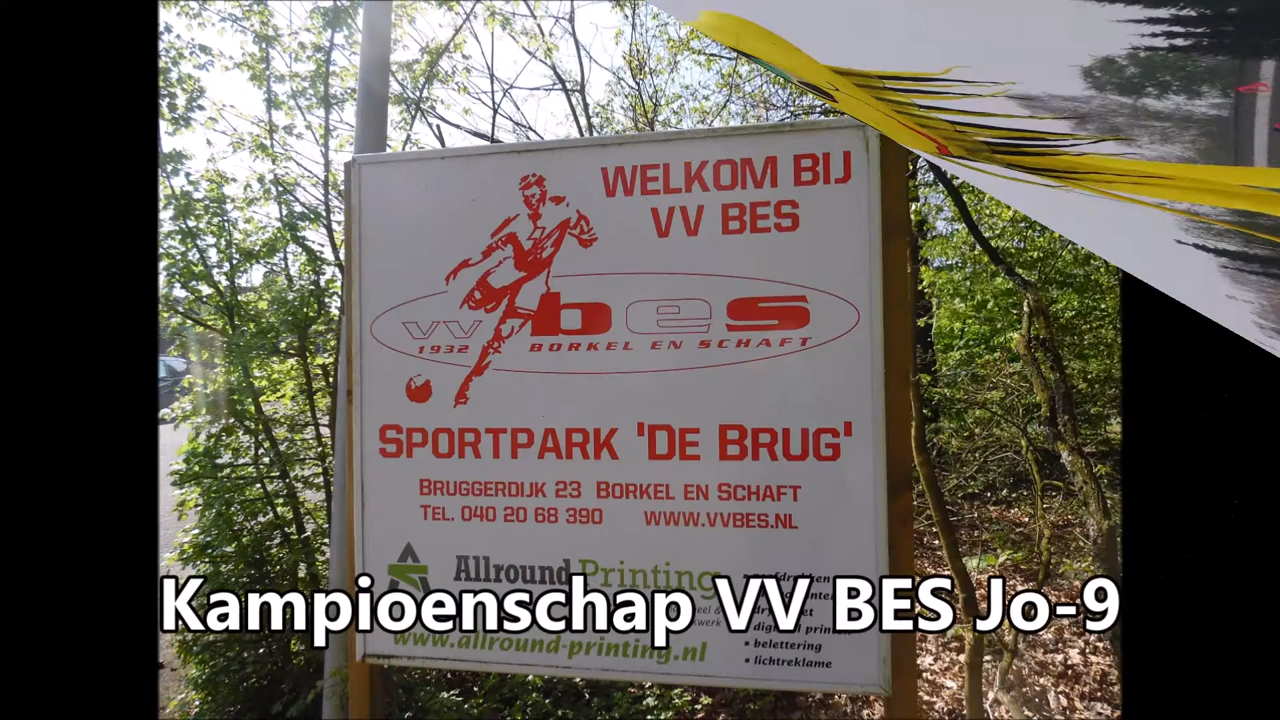 WELKOM BIJ
VV BES
VV bes
1932 BORKEL EN SCHAFT
SPORTPARK 'DE BRUG'
BRUGGERDIJK 23 BORKEL EN SCHAFT
TEL. 040 20 68 390 WWW.VVBES.NL
Allround Printing
Kampioenschap VV BES Jo-9
www.allround-printing.nl
belettering
lichtreklame